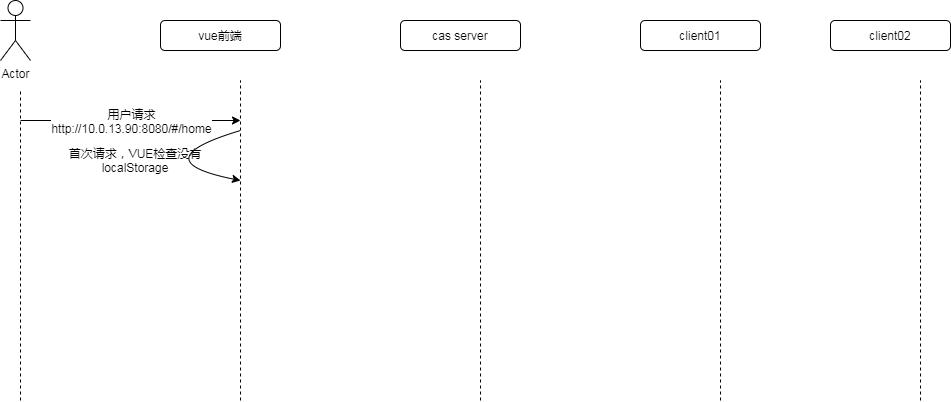 vue前端
cas server
client01
client02
Actor
用户请求
http://10.0.13.90:8080/#/home
首次请求，VUE检查没有
localStorage